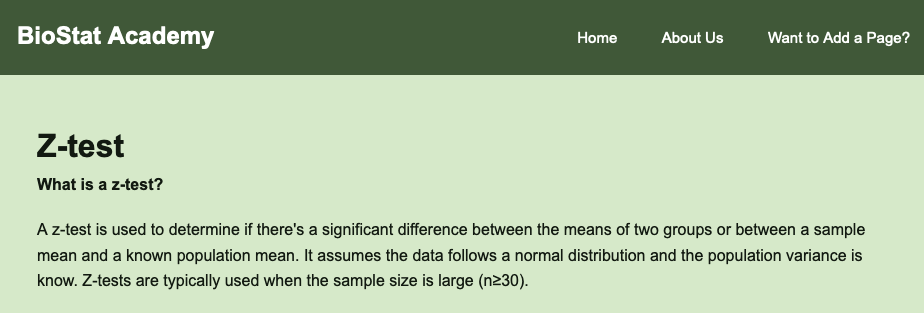 BioStat Academy
Home About Us Want to Add a Page?
Z-test
What is a z-test?
A z-test is used to determine if there's a significant difference between the means of two groups or between a sample
mean and a known population mean. It assumes the data follows a normal distribution and the population variance is
know. Z-tests are typically used when the sample size is large (n≥30).